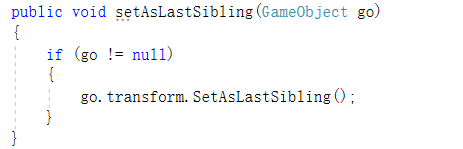 public void setAsLastSibling(GameObject go)
{
if (go != null)
{
go.transform.SetAsLastSibling();
}
}